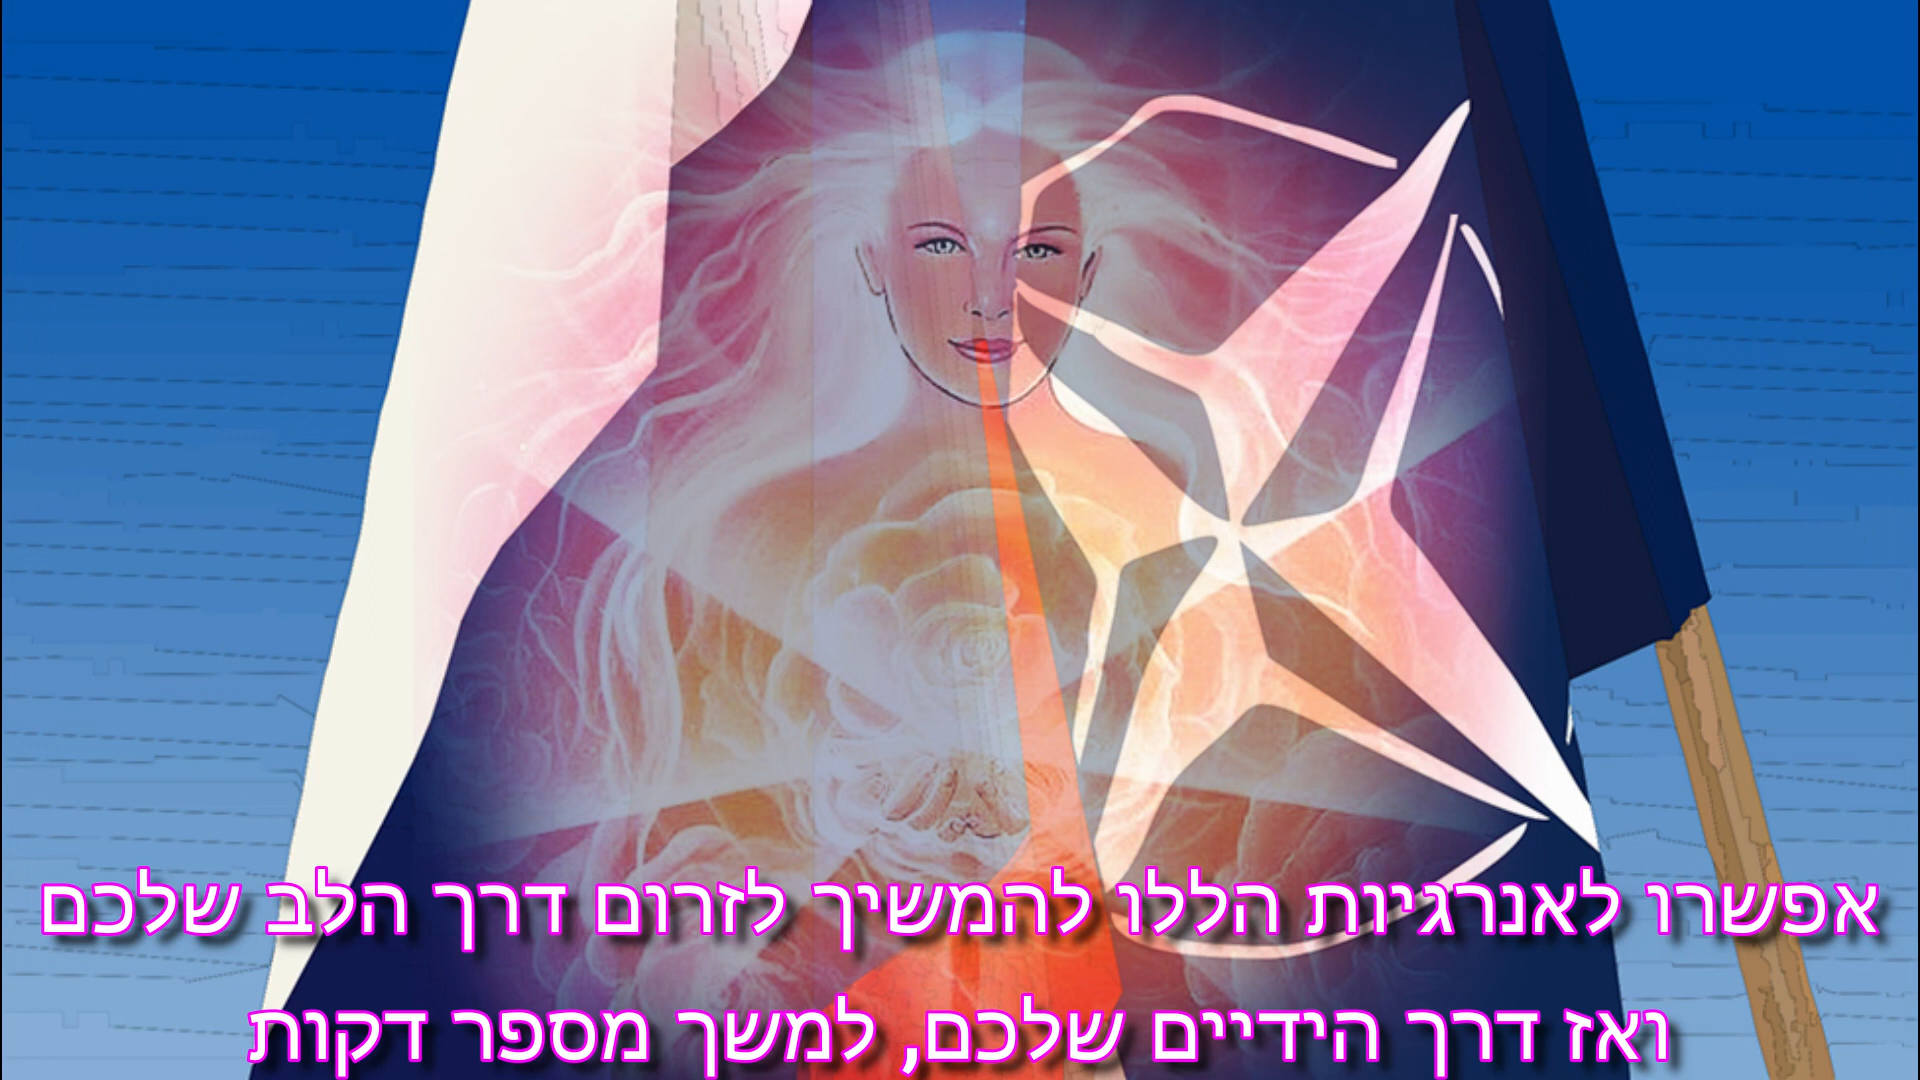 אפשרו לאנרגיות הללו להמשיך לזרום דרך הלב שלכם
ואז דרך הידיים שלכם, למשך מספר דקות